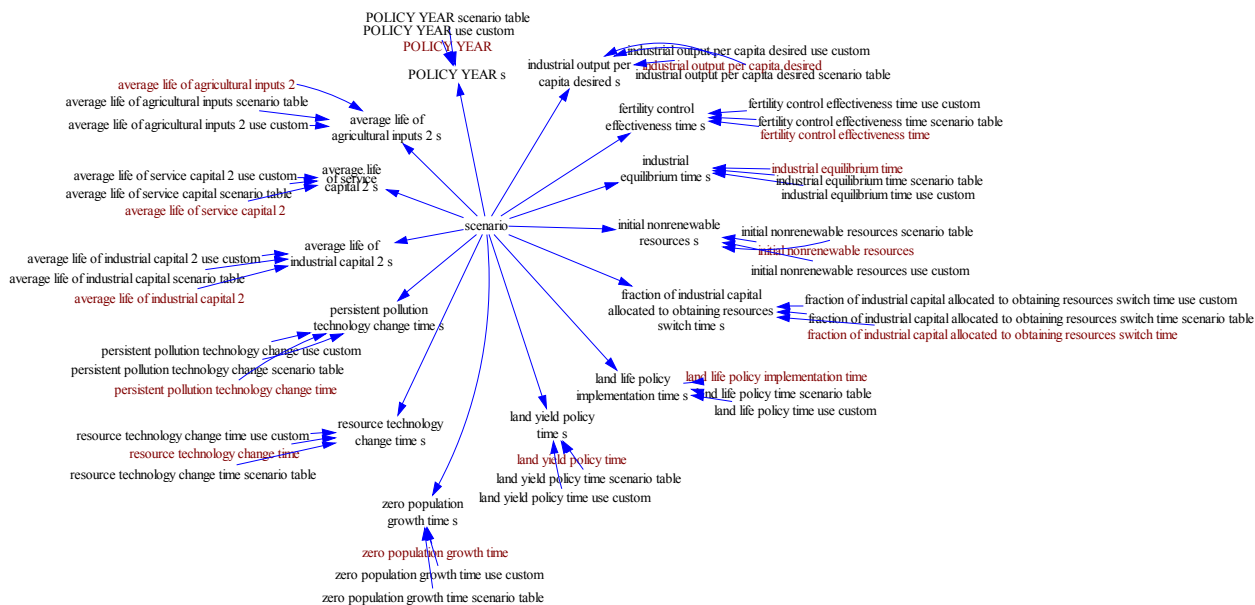 POLICY YEAR scenario table
POLICY YEAR use custom
POLICY YEAR
POLICY YEAR s
industrial output per capita desired use custom
industrial output per capita desired
industrial output per capita desired scenario table
industrial output per
capita desired s
average life of agricultural inputs 2
average life of agricultural inputs scenario table
average life of agricultural inputs 2 use custom
average life of
agricultural inputs 2 s
fertility control
effectiveness time s
fertility control effectiveness time use custom
fertility control effectiveness time scenario table
fertility control effectiveness time
average life of service capital 2 use custom
average life of service capital scenario table
average life of service capital 2
average life
of service
capital 2 s
industrial
equilibrium time s
industrial equilibrium time
industrial equilibrium time scenario table
industrial equilibrium time use custom
scenario
initial nonrenewable
resources s
initial nonrenewable resources scenario table
initial nonrenewable resources
initial nonrenewable resources use custom
average life of
industrial capital 2 s
average life of industrial capital 2 use custom
average life of industrial capital scenario table
average life of industrial capital 2
fraction of industrial capital
allocated to obtaining resources
switch time s
fraction of industrial capital allocated to obtaining resources switch time use custom
fraction of industrial capital allocated to obtaining resources switch time scenario table
fraction of industrial capital allocated to obtaining resources switch time
persistent pollution
technology change time s
persistent pollution technology change use custom
persistent pollution technology change scenario table
persistent pollution technology change time
land life policy
implementation time s
land life policy implementation time
land life policy time scenario table
land life policy time use custom
resource technology
change time s
resource technology change time use custom
resource technology change time
resource technology change time scenario table
land yield policy
time s
land yield policy time
land yield policy time scenario table
land yield policy time use custom
zero population
growth time s
zero population growth time
zero population growth time use custom
zero population growth time scenario table